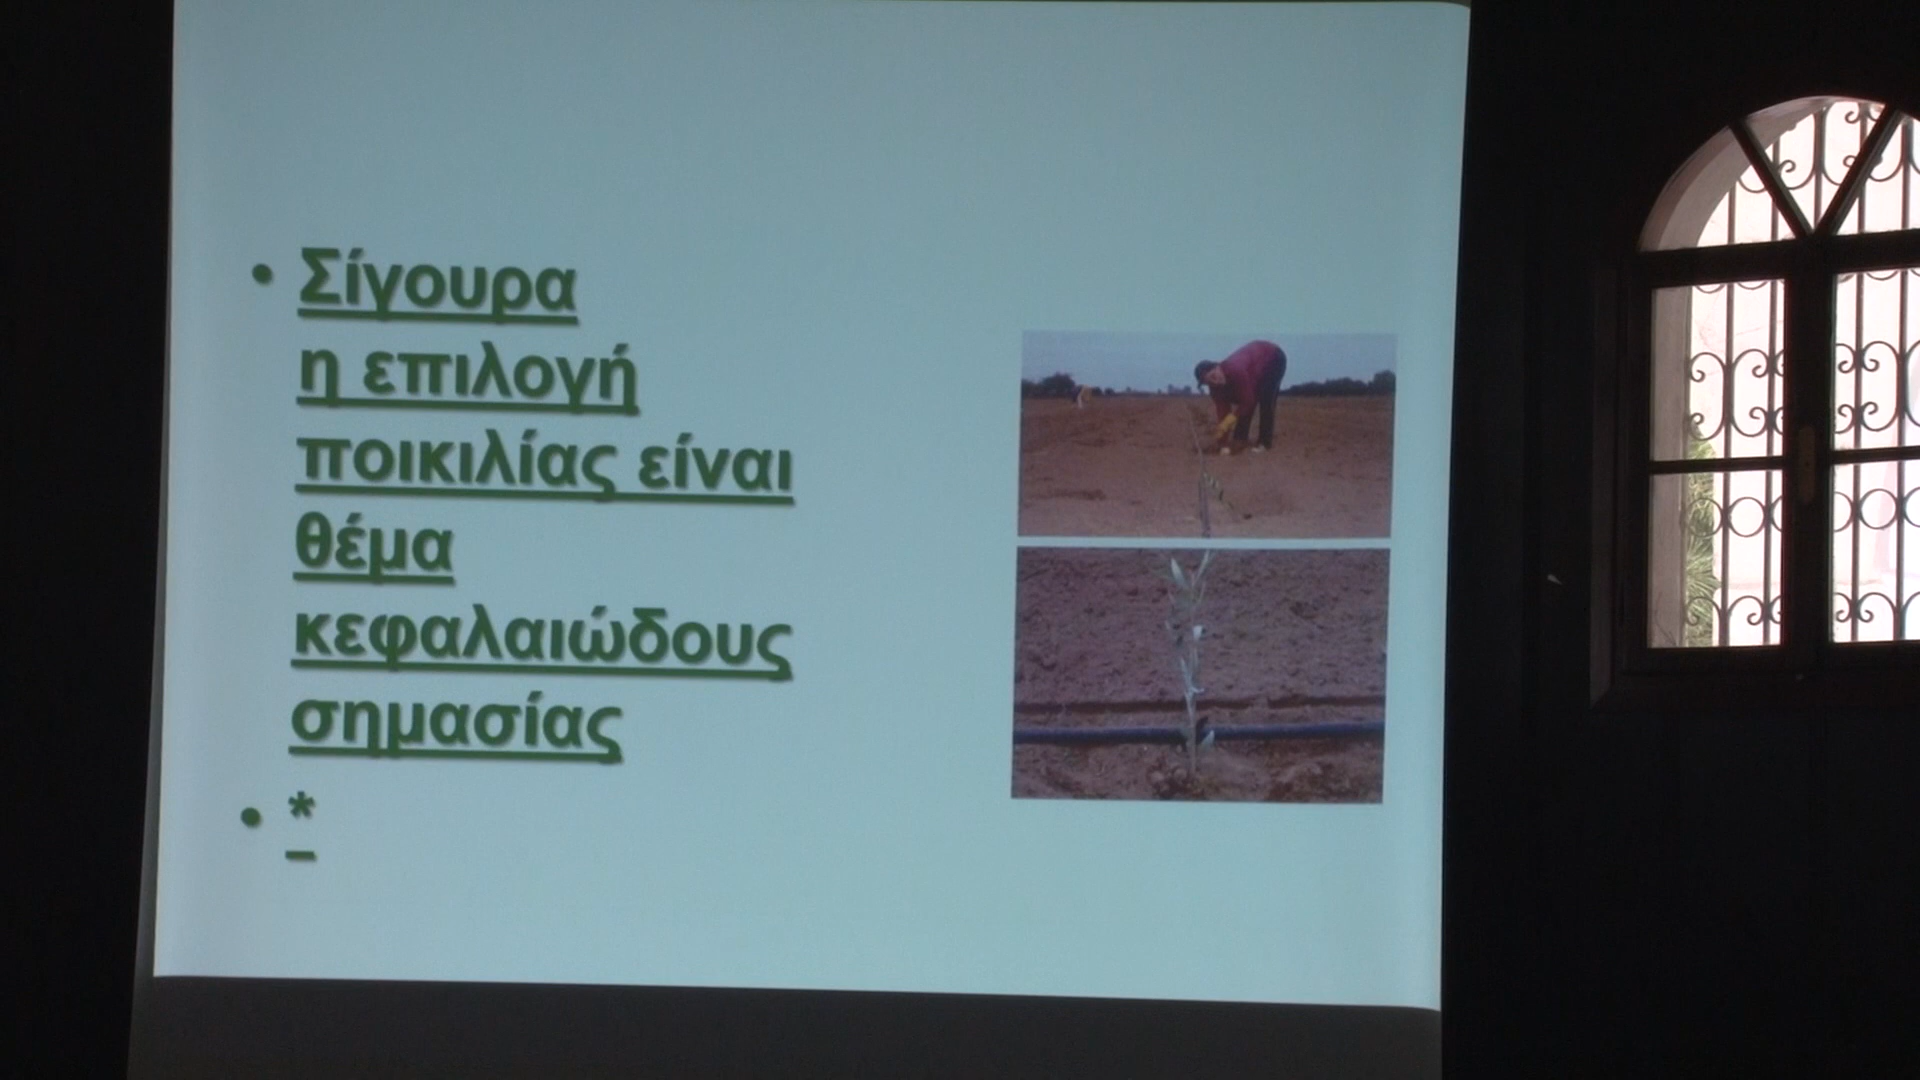 • Σίγουρα
η επιλογή
ποικιλίας είναι
θέμα
κεφαλαιώδους
σημασίας
• *